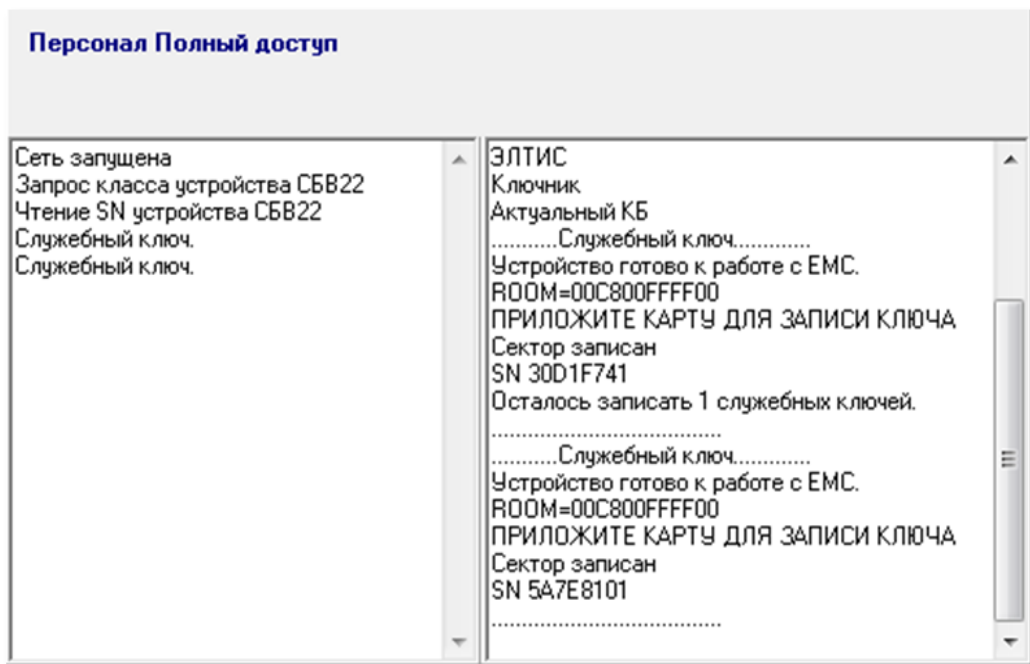 Персонал Полный доступ
Сеть запущена
Запрос класса устройства СБВ22
Чтение SN устройства СБВ22
Служебный ключ.
Служебный ключ.
ЭЛТИС
Ключник
Актуальный КБ
...........Служебный ключ.............
Устройство готово к работе с EMC.
ROOM=00C800FFFF00
ПРИЛОЖИТЕ КАРТУ ДЛЯ ЗАПИСИ КЛЮЧА
Сектор записан
SN 30D1F741
Осталось записать 1 служебных ключей.
......................................
...........Служебный ключ.............
Устройство готово к работе с EMC.
ROOM=00C800FFFF00
ПРИЛОЖИТЕ КАРТУ ДЛЯ ЗАПИСИ КЛЮЧА
Сектор записан
SN 5A7E8101
......................................